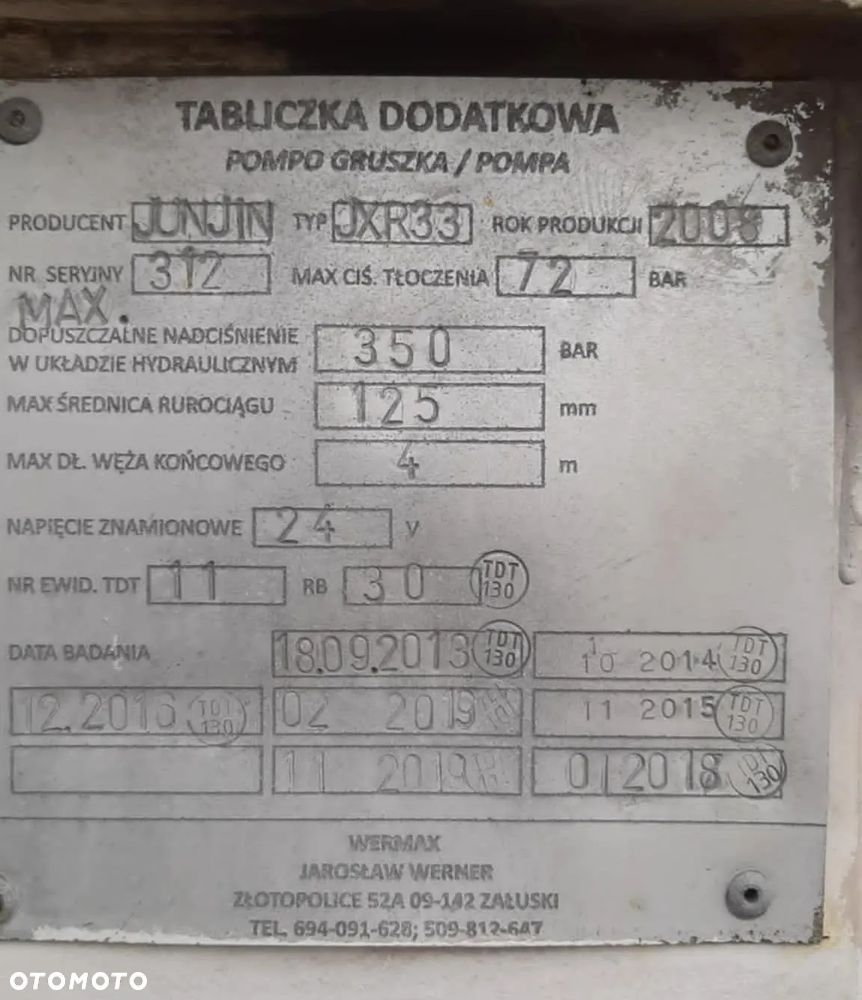 TABLICZKA DODATKOWA
POMPO GRUSZKA / POMPA
PRODUCENT JUNJIN TYP JXR33 ROK PRODUKCJI 2008
NR SERYJNY 312 MAX CIŚ. TŁOCZENIA 72 BAR
MAX.
DOPUSZCZALNE NADCIŚNIENIE
W UKŁADZIE HYDRAULICZNYM 350 BAR
MAX ŚREDNICA RUROCIĄGU 125 mm
MAX DŁ. WĘŻA KOŃCOWEGO 4 m
NAPIĘCIE ZNAMIONOWE 24 V
NR EWID. TDT 11 RB 30 TDT 130
DATA BADANIA 18.09.2013 TDT 130 10 2014 TDT 130
12.2016 TDT 130 02 2019 11 2015 TDT 130
11 2019 01 2018 TDT 130
WERMAX
JAROSŁAW WERNER
ZŁOTOPOLICE 52A 09-142 ZAŁUSKI
TEL. 694-091-628; 509-812-647
OTOMOTO